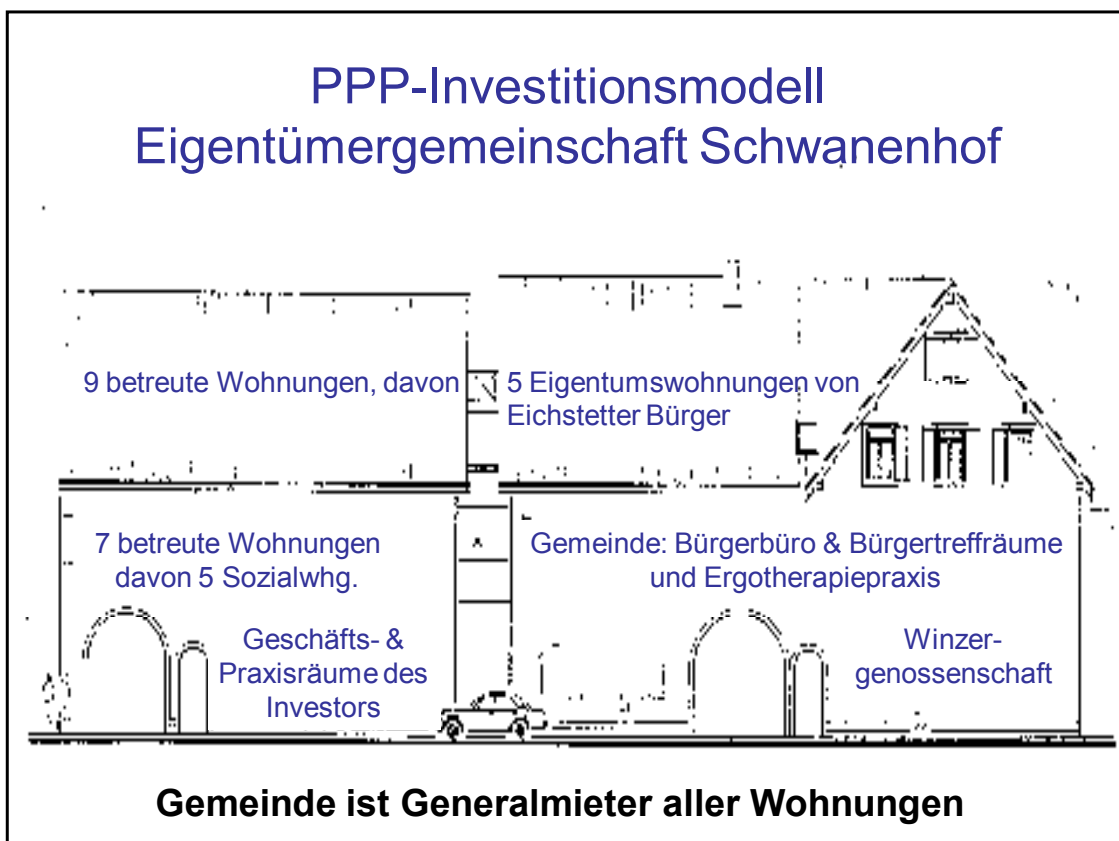 PPP-Investitionsmodell
Eigentümergemeinschaft Schwanenhof
9 betreute Wohnungen, davon
5 Eigentumswohnungen von
Eichstetter Bürger
7 betreute Wohnungen
davon 5 Sozialwhg.
Gemeinde: Bürgerbüro & Bürgertreffräume
und Ergotherapiepraxis
Geschäfts- &
Praxisräume des
Investors
Winzer-
genossenschaft
Gemeinde ist Generalmieter aller Wohnungen